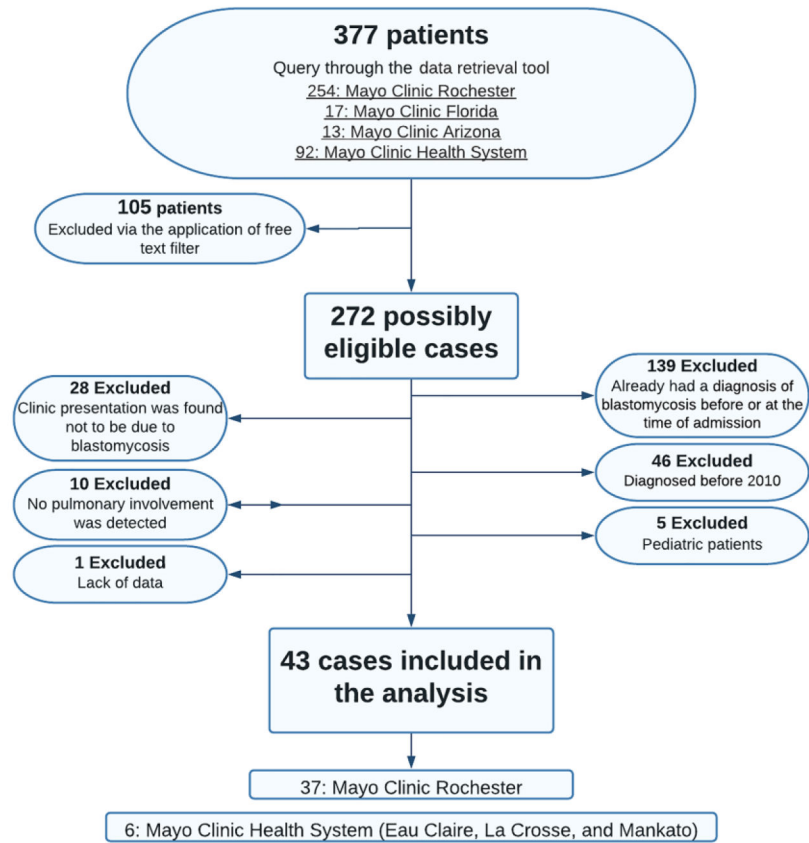 377 patients
Query through the data retrieval tool
254: Mayo Clinic Rochester
17: Mayo Clinic Florida
13: Mayo Clinic Arizona
92: Mayo Clinic Health System
105 patients
Excluded via the application of free
text filter
272 possibly
eligible cases
28 Excluded
Clinic presentation was found
not to be due to
blastomycosis
139 Excluded
Already had a diagnosis of
blastomycosis before or at the
time of admission
10 Excluded
No pulmonary involvement
was detected
46 Excluded
Diagnosed before 2010
1 Excluded
Lack of data
5 Excluded
Pediatric patients
43 cases included in
the analysis
37: Mayo Clinic Rochester
6: Mayo Clinic Health System (Eau Claire, La Crosse, and Mankato)